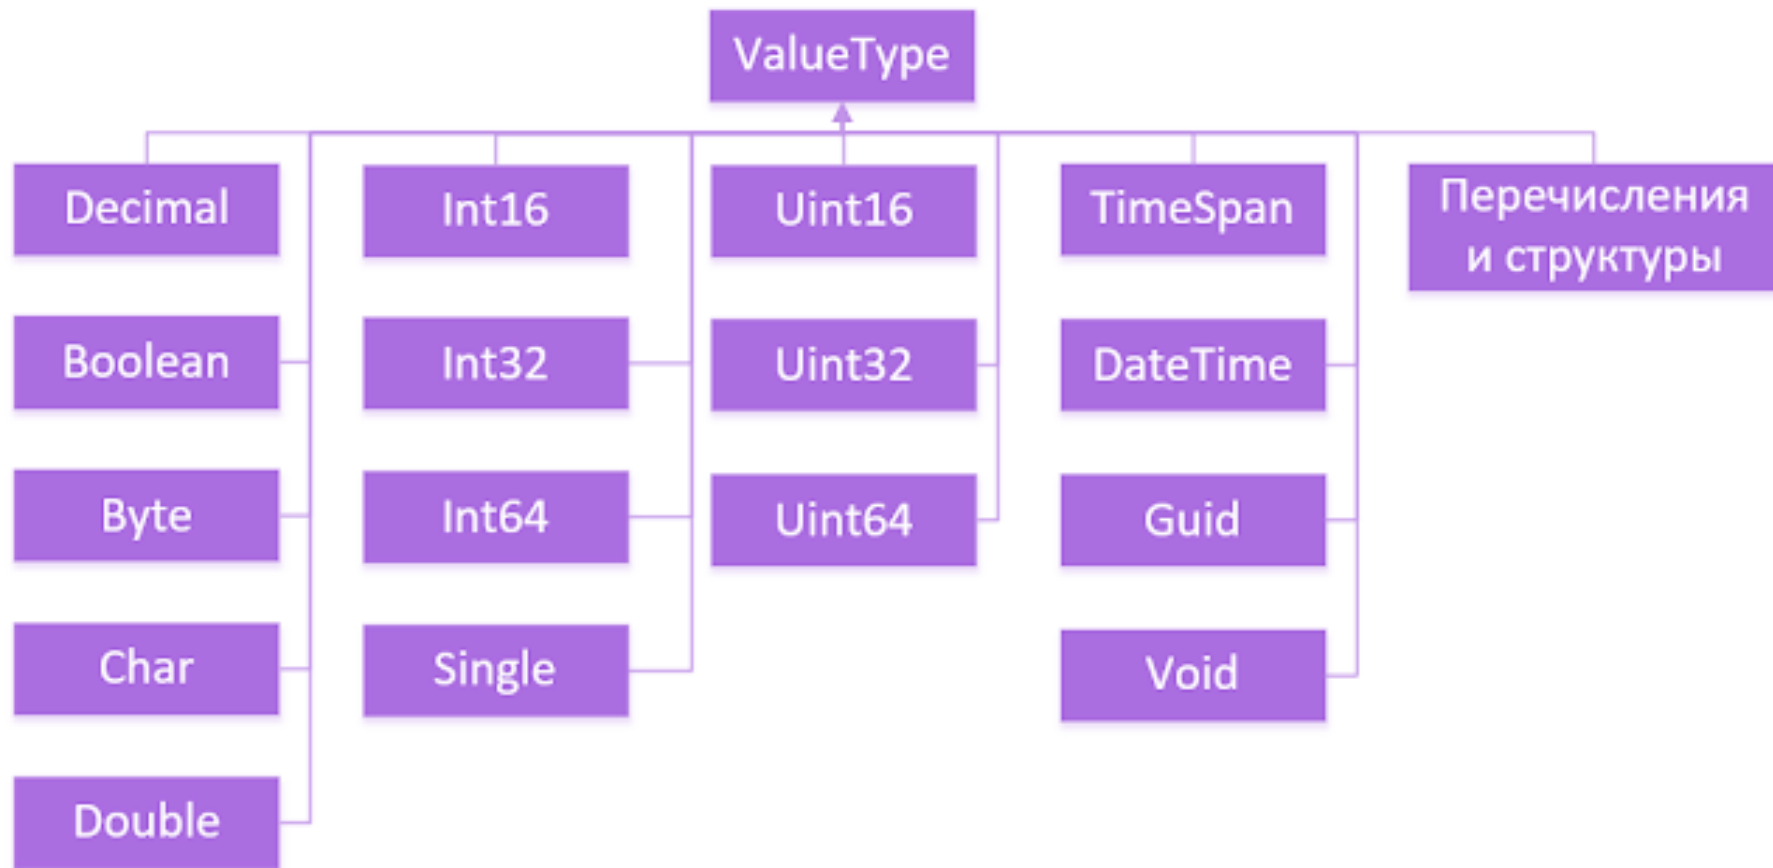 ValueType
Decimal
Int16
Uint16
TimeSpan
Перечисления
и структуры
Boolean
Int32
Uint32
DateTime
Byte
Int64
Uint64
Guid
Char
Single
Void
Double